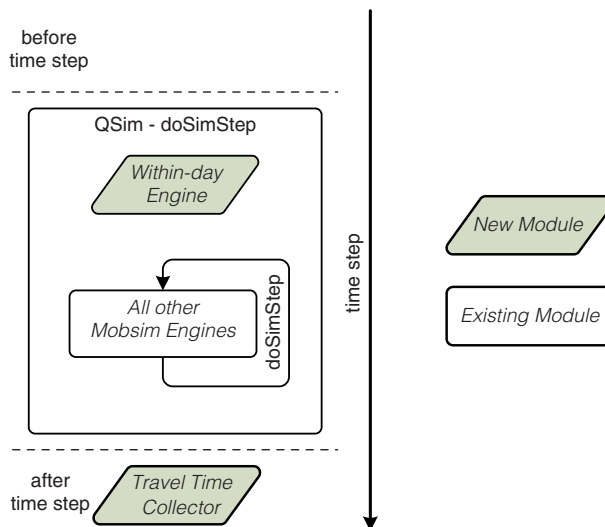 before
time step
QSim - doSimStep
Within-day
Engine
All other
Mobsim Engines
doSimStep
time step
New Module
Existing Module
after
time step
Travel Time
Collector